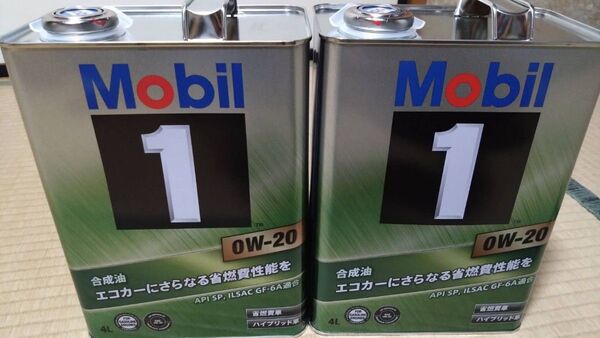 Mobil
1
TM
0W-20
合成油
エコカーにさらなる省燃費性能を
API SP, ILSAC GF-6A適合
4L
省燃費車
ハイブリッド車
Mobil
1
TM
0W-20
合成油
エコカーにさらなる省燃費性能を
API SP, ILSAC GF-6A適合
4L
省燃費車
ハイブリッド車